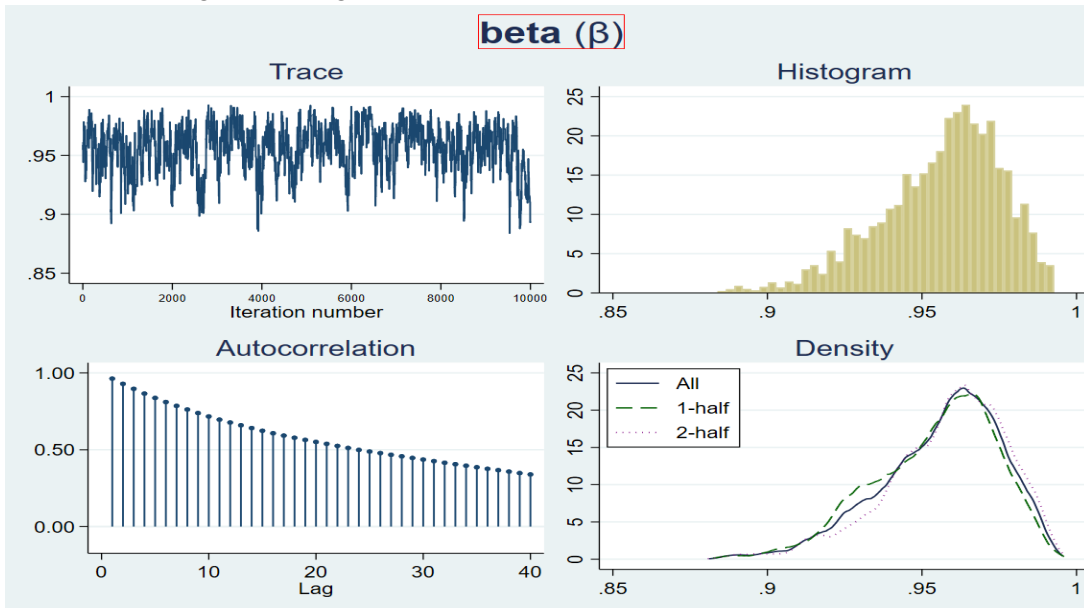 beta (β)
Trace
1
.95
.9
.85
0 2000 4000 6000 8000 10000
Iteration number
Histogram
25
20
15
10
5
0
.85 .9 .95 1
Autocorrelation
1.00
0.50
0.00
0 10 20 30 40
Lag
Density
25
20
15
10
5
0
All
1-half
2-half
.85 .9 .95 1